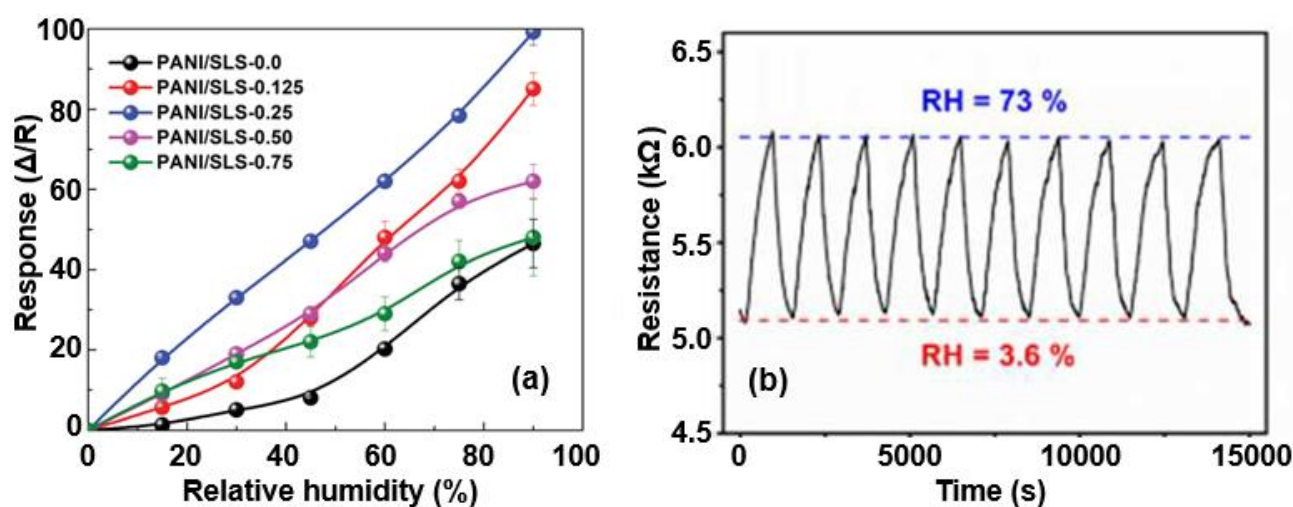 100
80
60
40
20
0
Response (Δ/R)
PANI/SLS-0.0
PANI/SLS-0.125
PANI/SLS-0.25
PANI/SLS-0.50
PANI/SLS-0.75
(a)
0 20 40 60 80 100
Relative humidity (%)
6.5
6.0
5.5
5.0
4.5
Resistance (kΩ)
RH = 73 %
RH = 3.6 %
(b)
0 5000 10000 15000
Time (s)